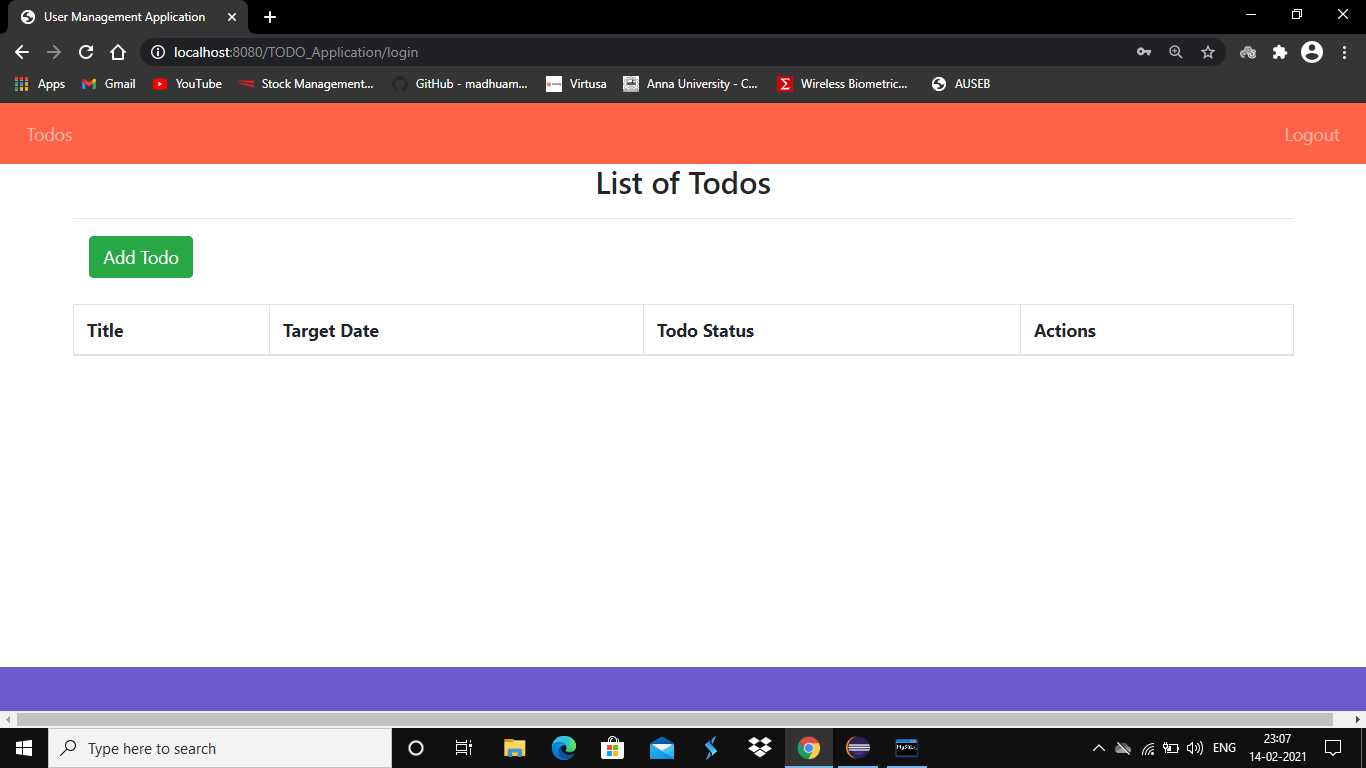 User Management Application
localhost:8080/TODO_Application/login
Apps Gmail YouTube Stock Management... GitHub - madhuam... Virtusa Anna University - C... Wireless Biometric... AUSEB
Todos Logout
List of Todos
Add Todo
Title Target Date Todo Status Actions
Type here to search
ENG
23:07
14-02-2021